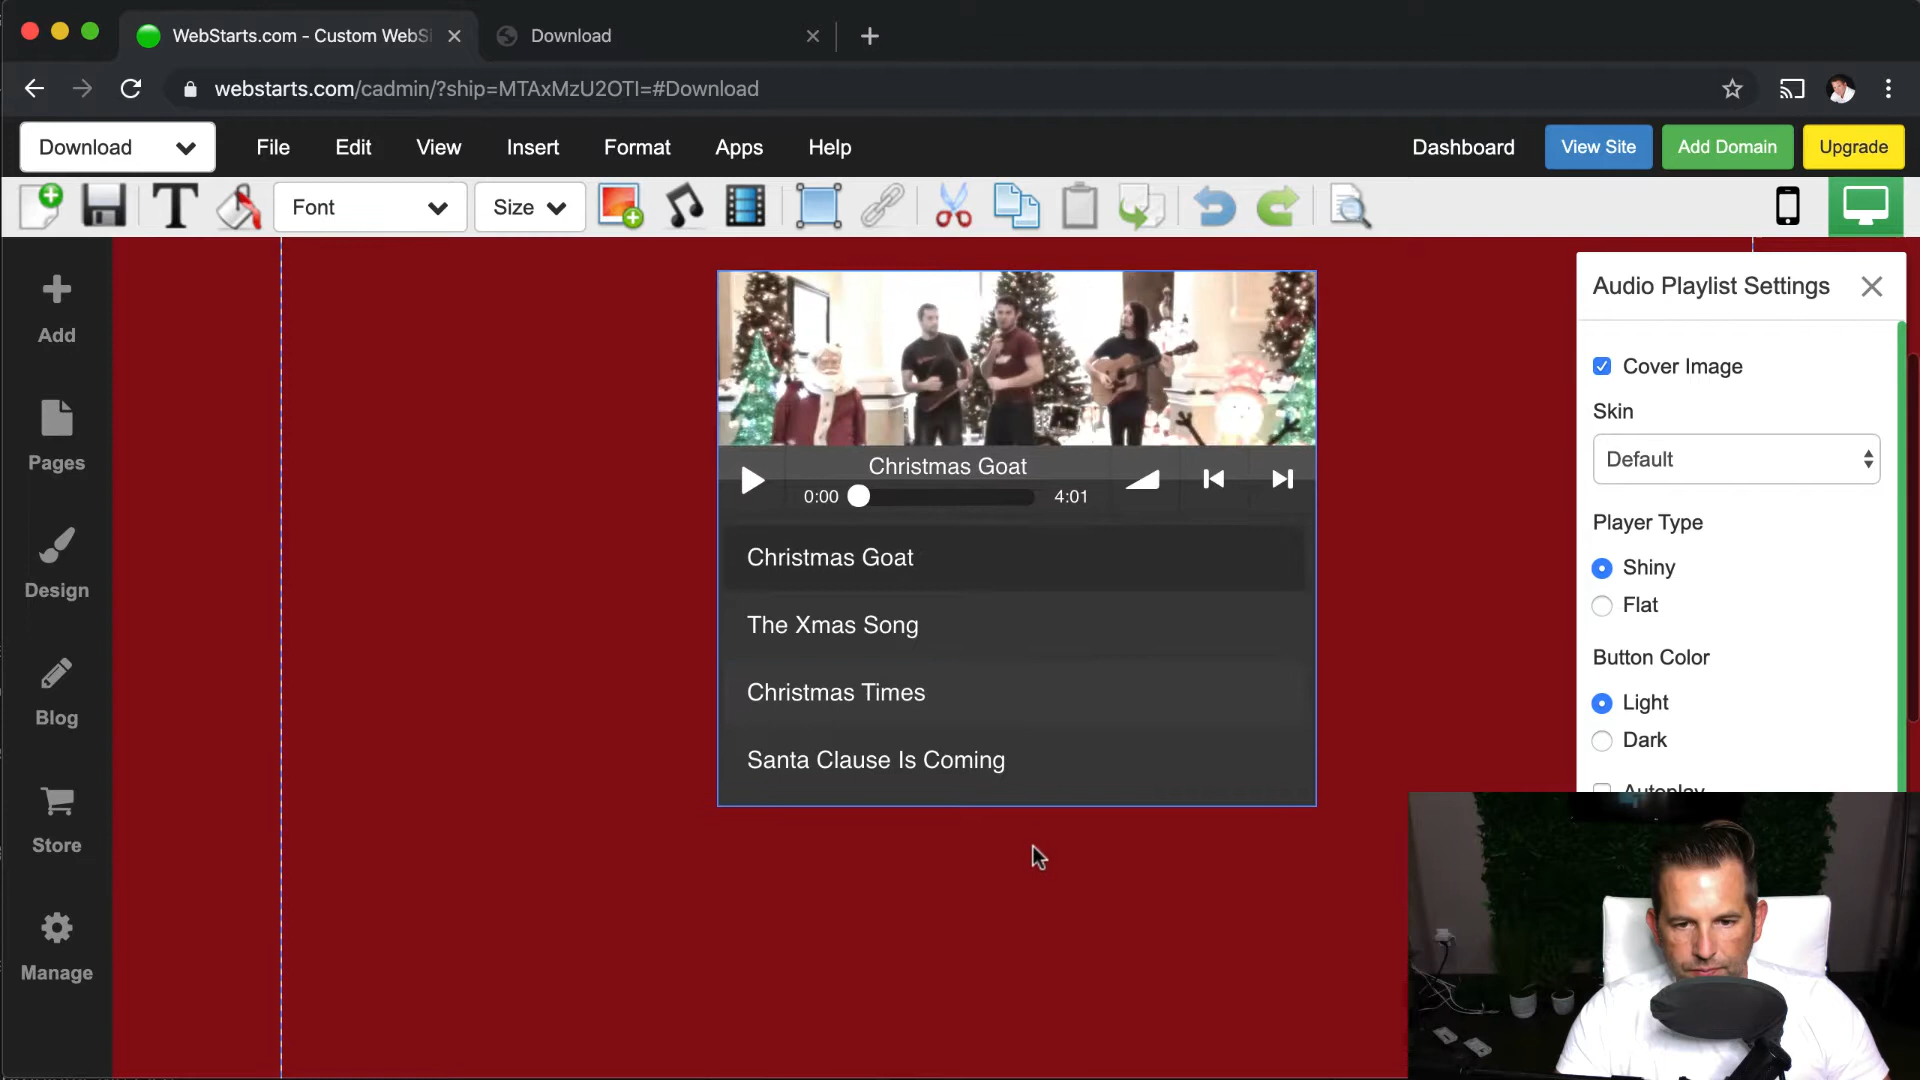 WebStarts.com - Custom WebSi
Download
webstarts.com/cadmin/?ship=MTAxMzU2OTI=#Download
Download File Edit View Insert Format Apps Help Dashboard View Site Add Domain Upgrade
T Font Size
Add
Pages
Design
Blog
Store
Manage
Christmas Goat
0:00 4:01
Christmas Goat
The Xmas Song
Christmas Times
Santa Clause Is Coming
Audio Playlist Settings
Cover Image
Skin
Default
Player Type
Shiny
Flat
Button Color
Light
Dark
Autoplay